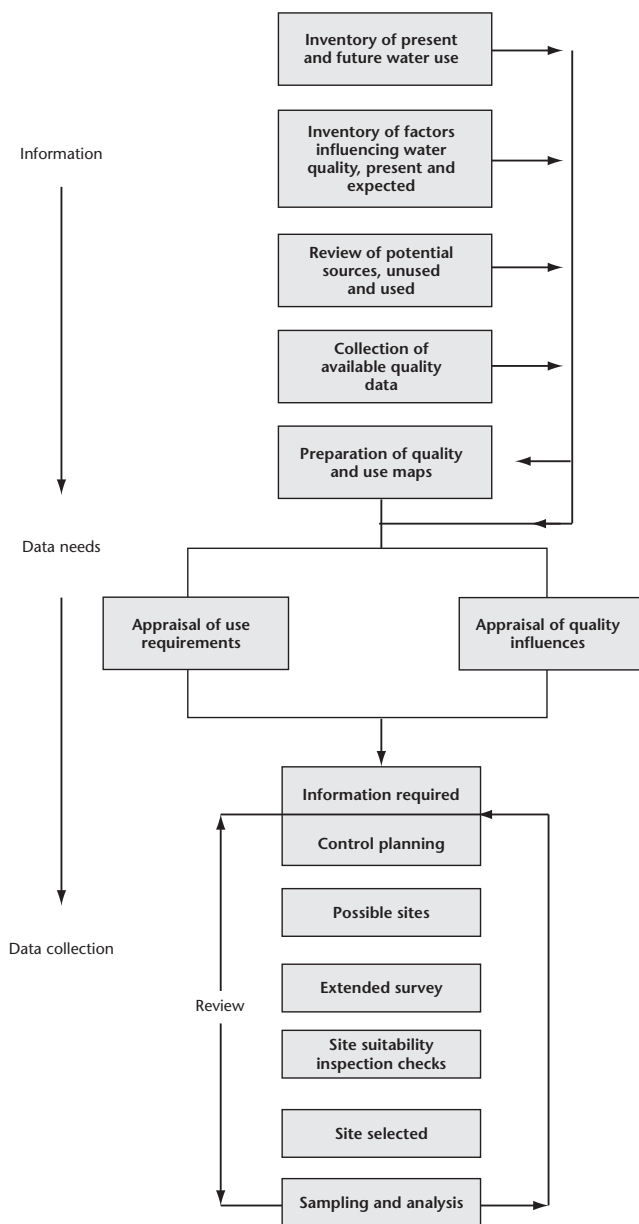 Inventory of present
and future water use
Information
Inventory of factors
influencing water
quality, present and
expected
Review of potential
sources, unused
and used
Collection of
available quality
data
Preparation of quality
and use maps
Data needs
Appraisal of use
requirements
Appraisal of quality
influences
Information required
Control planning
Possible sites
Data collection
Extended survey
Review
Site suitability
inspection checks
Site selected
Sampling and analysis